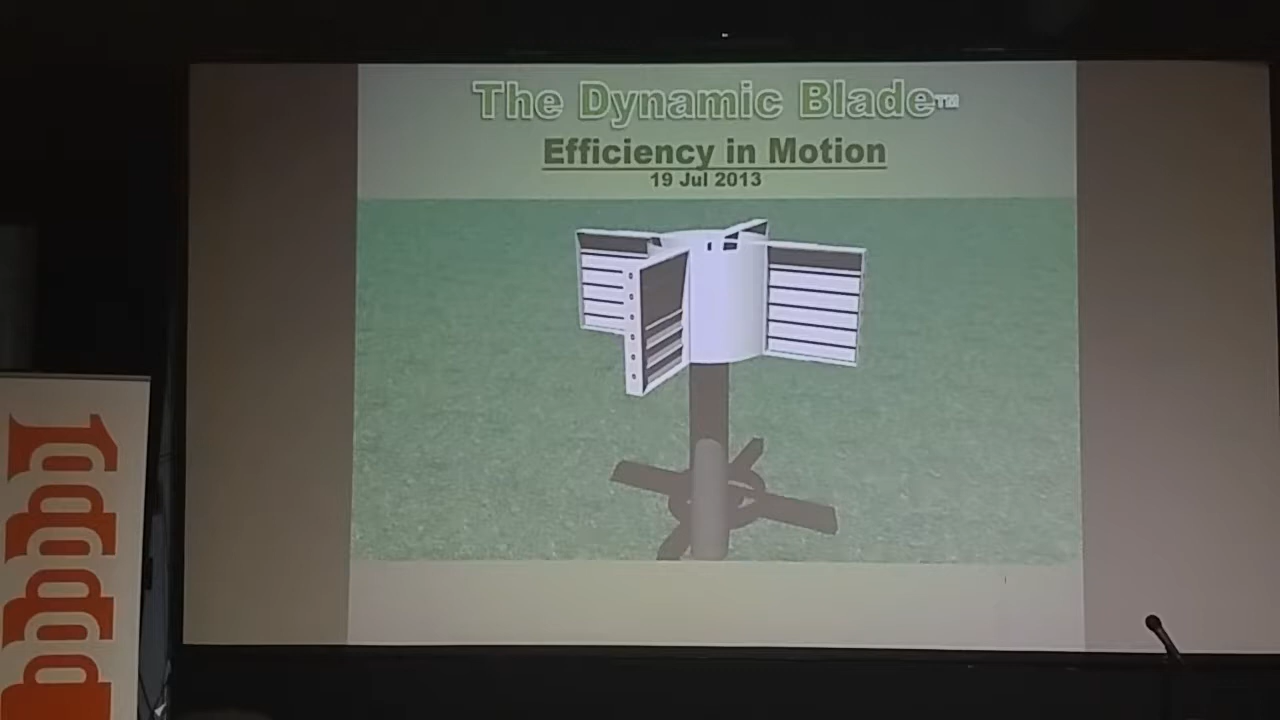 The Dynamic Blade™
Efficiency in Motion
19 Jul 2013